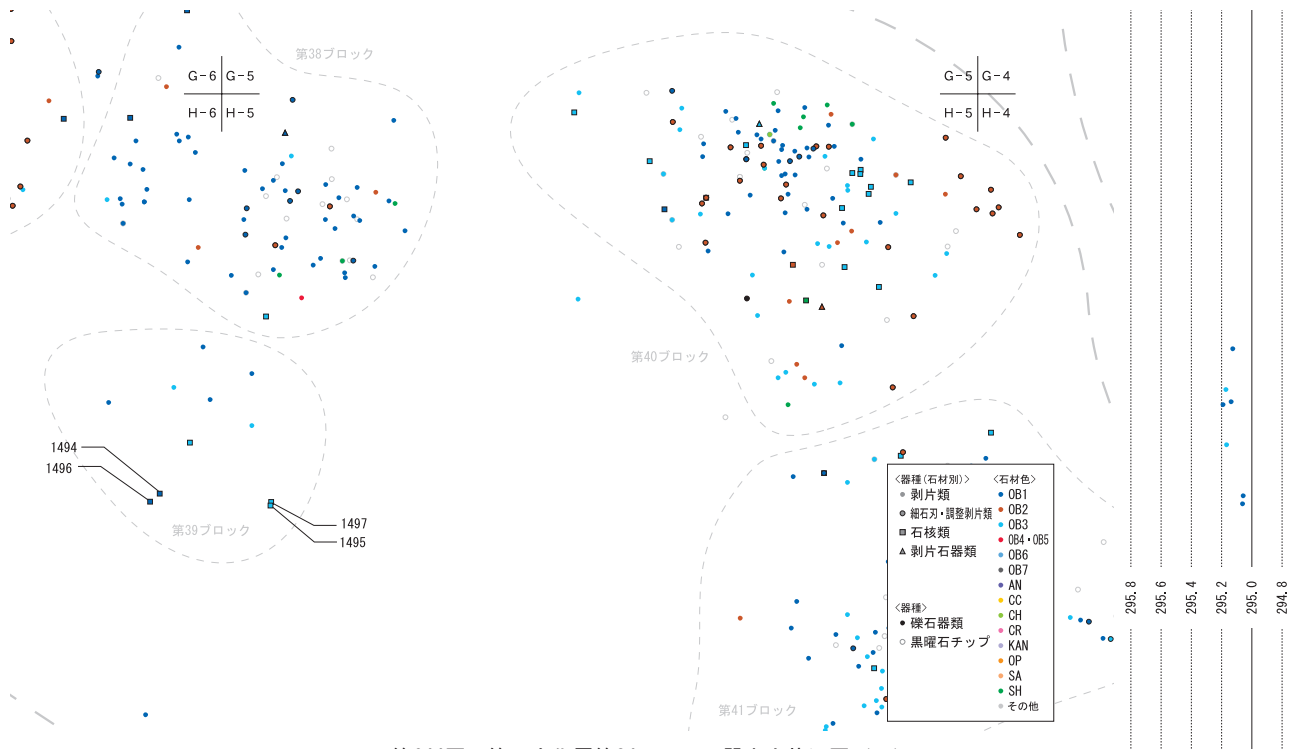 第38ブロック
G-6 G-5
H-6 H-5
G-5 G-4
H-5 H-4
第40ブロック
1494
1496
第39ブロック
1497
1495
第41ブロック
〈器種(石材別)〉
剥片類
細石刃・調整剥片類
石核類
剥片石器類
〈器種〉
礫石器類
黒曜石チップ
〈石材色〉
OB1
OB2
OB3
OB4・OB5
OB6
OB7
AN
CC
CH
CR
KAN
OP
SA
SH
その他
295.8
295.6
295.4
295.2
295.0
294.8